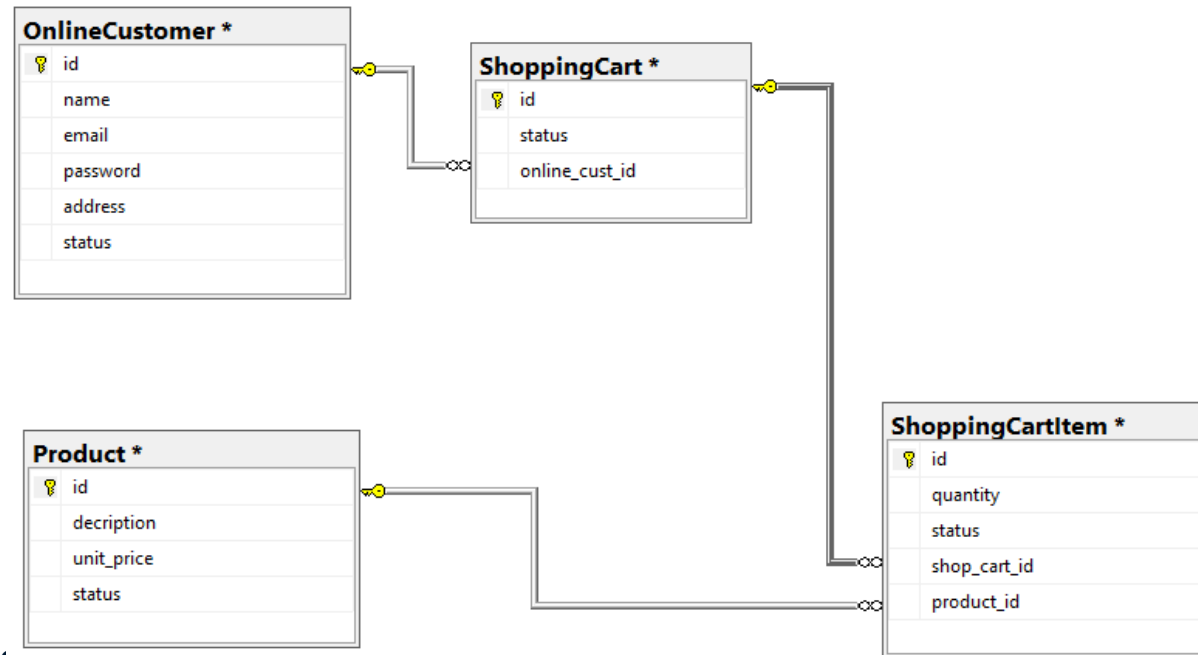 OnlineCustomer *
id
name
email
password
address
status
ShoppingCart *
id
status
online_cust_id
Product *
id
decription
unit_price
status
ShoppingCartItem *
id
quantity
status
shop_cart_id
product_id